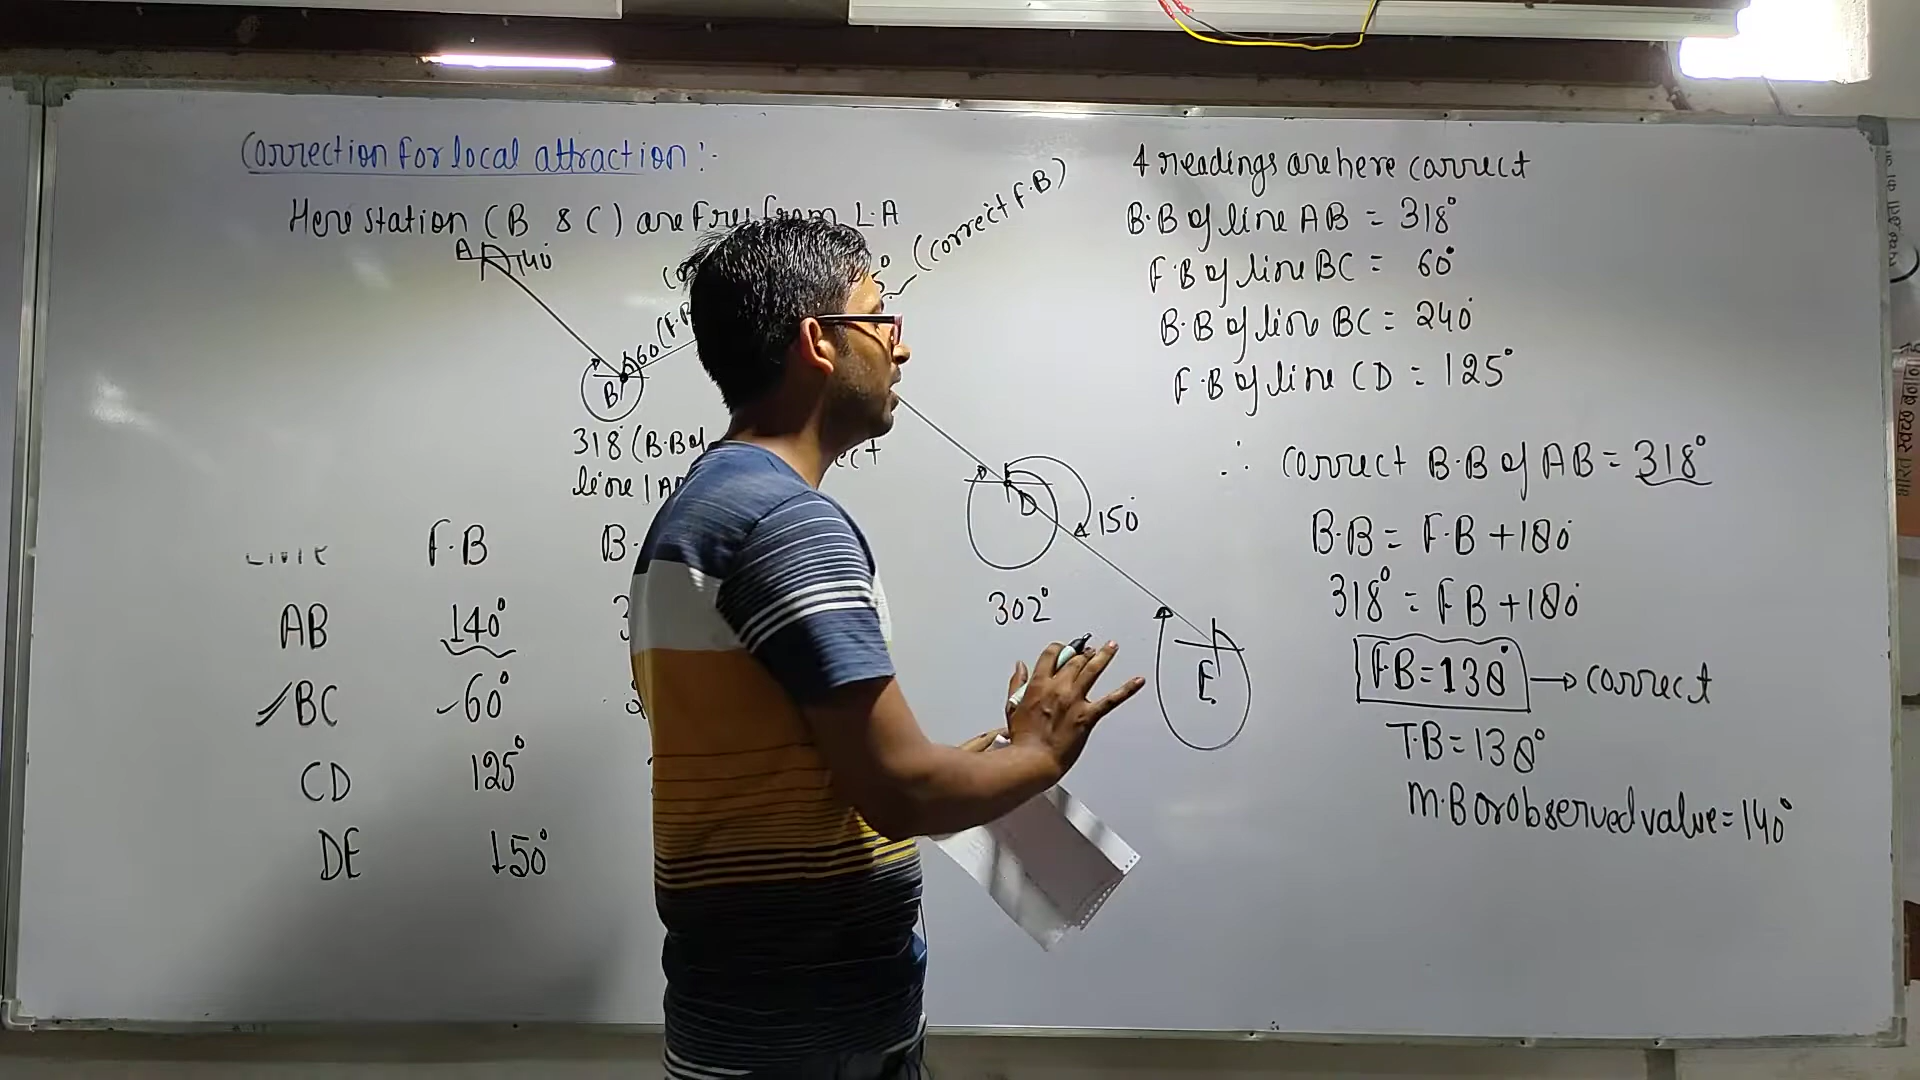 Correction for local attraction :-
Here station (B & C) are free from L.A
A 140°
60° (F.B
(correct F.B)
B
318° (B.B of
ect
line (AB
D
150°
302°
E
F.B B.
AB 140°
BC 60°
CD 125°
DE 150°
4 readings are here correct
B.B of line AB = 318°
F.B of line BC = 60°
B.B of line BC = 240°
F.B of line CD = 125°
∴ correct B.B of AB = 318°
B.B = F.B + 180°
318° = FB + 180°
F.B = 138° → correct
T.B = 138°
M.B or observed value = 140°